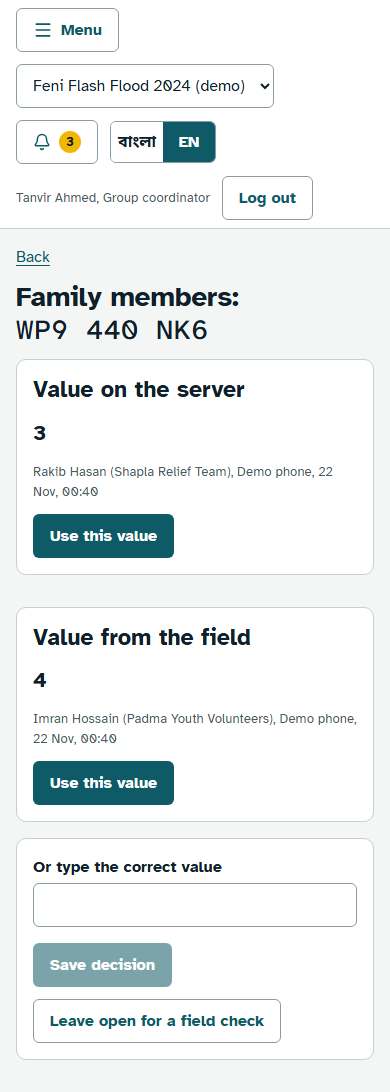 Menu
Feni Flash Flood 2024 (demo)
3
বাংলা EN
Tanvir Ahmed, Group coordinator Log out
Back
Family members:
WP9 440 NK6
Value on the server
3
Rakib Hasan (Shapla Relief Team), Demo phone, 22
Nov, 00:40
Use this value
Value from the field
4
Imran Hossain (Padma Youth Volunteers), Demo phone,
22 Nov, 00:40
Use this value
Or type the correct value
Save decision
Leave open for a field check